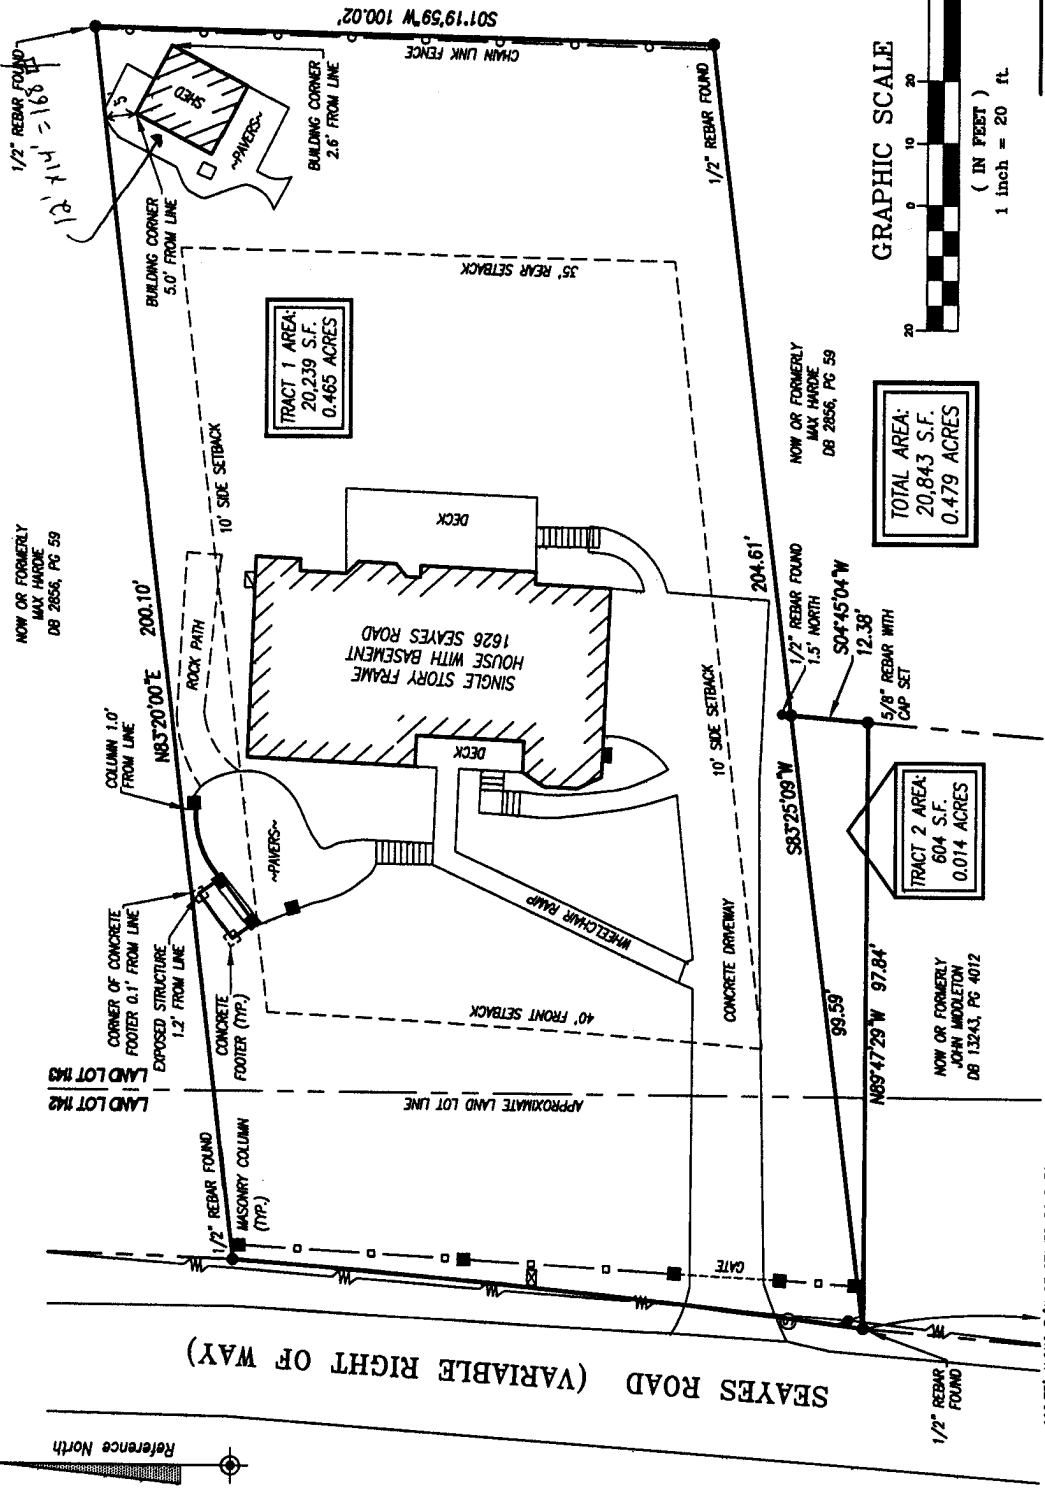 1/2" REBAR FOUND
12' X 14' = 168
S01°19'59"W 100.02'
CHAIN LINK FENCE
5'
SHED
~PAVERS~
BUILDING CORNER
2.6' FROM LINE
BUILDING CORNER
5.0' FROM LINE
1/2" REBAR FOUND
GRAPHIC SCALE
20 0 10 20
( IN FEET )
1 inch = 20 ft.
35' REAR SETBACK
TRACT 1 AREA:
20,239 S.F.
0.465 ACRES
10' SIDE SETBACK
NOW OR FORMERLY
MAX HARDIE
DB 2856, PG 59
NOW OR FORMERLY
MAX HARDIE
DB 2856, PG 59
TOTAL AREA:
20,843 S.F.
0.479 ACRES
N83°20'00"E 200.10'
ROCK PATH
DECK
SINGLE STORY FRAME
HOUSE WITH BASEMENT
1626 SEAYES ROAD
DECK
204.61'
1/2" REBAR FOUND
1.5' NORTH
S04°45'04"W
12.38'
5/8" REBAR WITH
CAP SET
10' SIDE SETBACK
S83°25'09"W
99.59'
TRACT 2 AREA:
604 S.F.
0.014 ACRES
COLUMN 1.0'
FROM LINE
~PAVERS~
CORNER OF CONCRETE
FOOTER 0.1' FROM LINE
EXPOSED STRUCTURE
1.2' FROM LINE
CONCRETE
FOOTER (TYP.)
WHEELCHAIR RAMP
CONCRETE DRIVEWAY
40' FRONT SETBACK
N89°47'29"W 97.84'
NOW OR FORMERLY
JOHN MIDDLETON
DB 13243, PG 4012
LAND LOT 1143
LAND LOT 1142
APPROXIMATE LAND LOT LINE
1/2" REBAR FOUND
MASONRY COLUMN
(TYP.)
GATE
S
1/2" REBAR
FOUND
SEAYES ROAD (VARIABLE RIGHT OF WAY)
Reference North